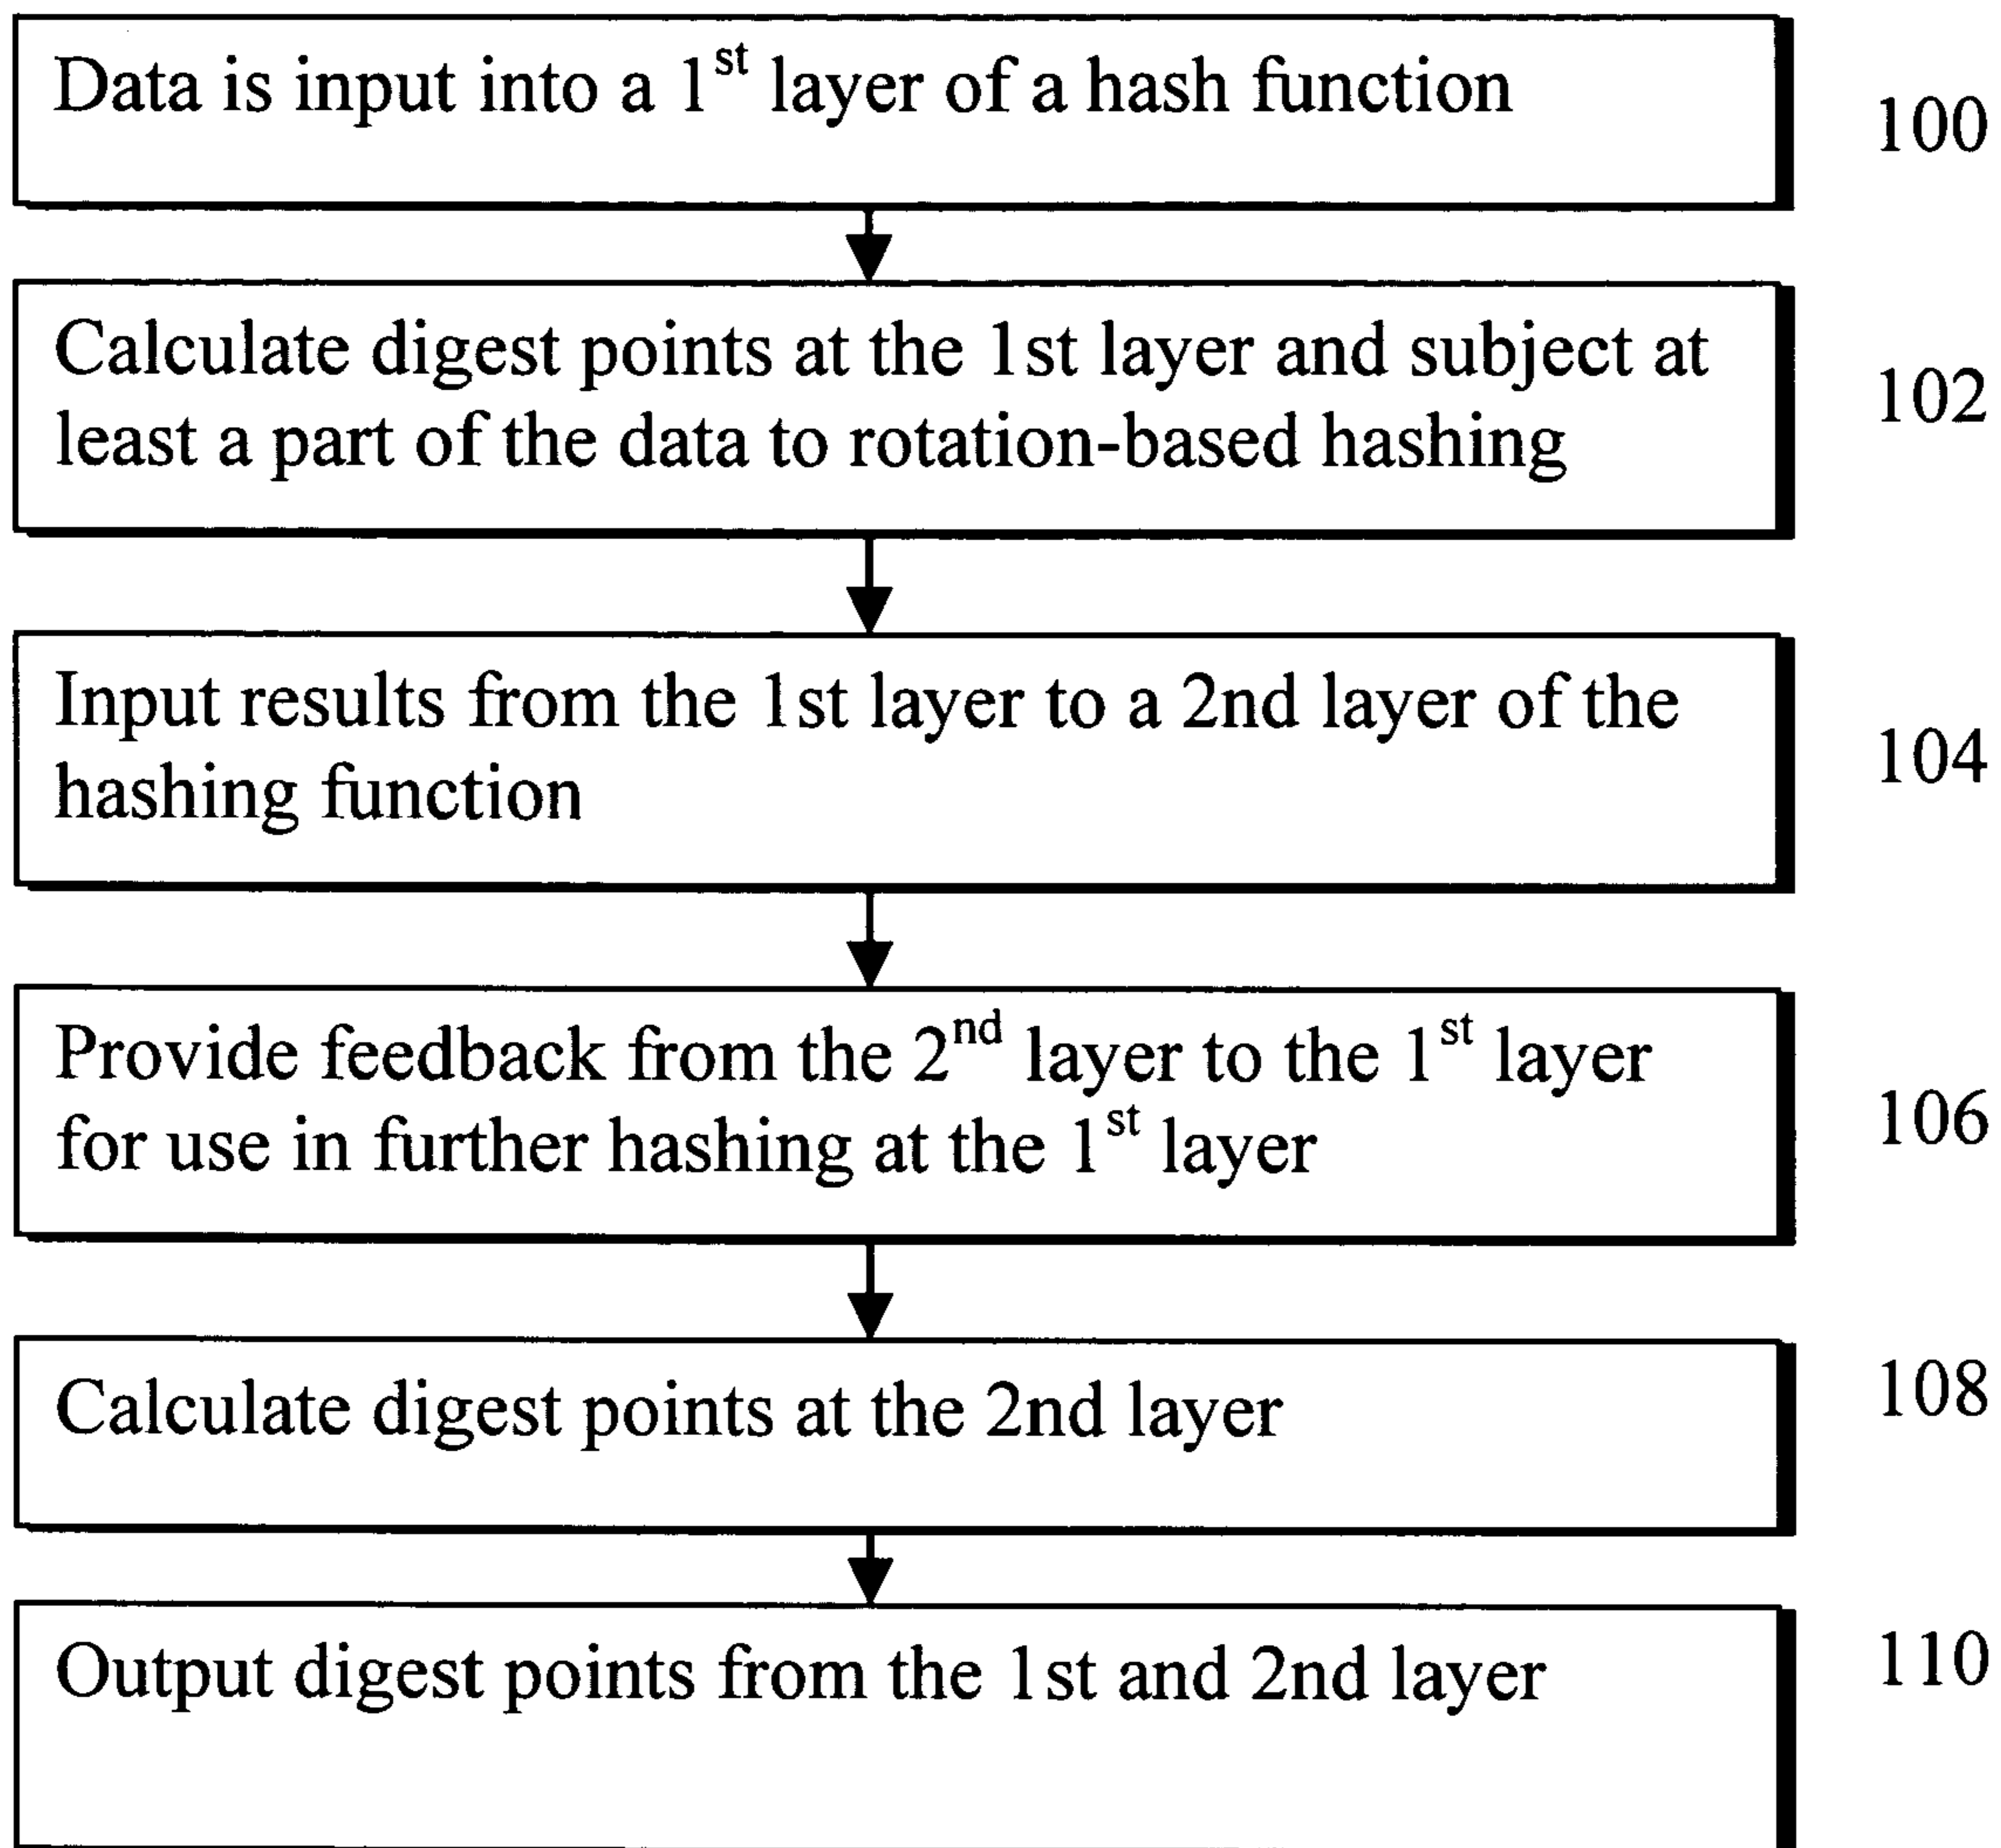 Data is input into a 1st layer of a hash function
100
Calculate digest points at the 1st layer and subject at
least a part of the data to rotation-based hashing
102
Input results from the 1st layer to a 2nd layer of the
hashing function
104
Provide feedback from the 2nd layer to the 1st layer
for use in further hashing at the 1st layer
106
Calculate digest points at the 2nd layer
108
Output digest points from the 1st and 2nd layer
110